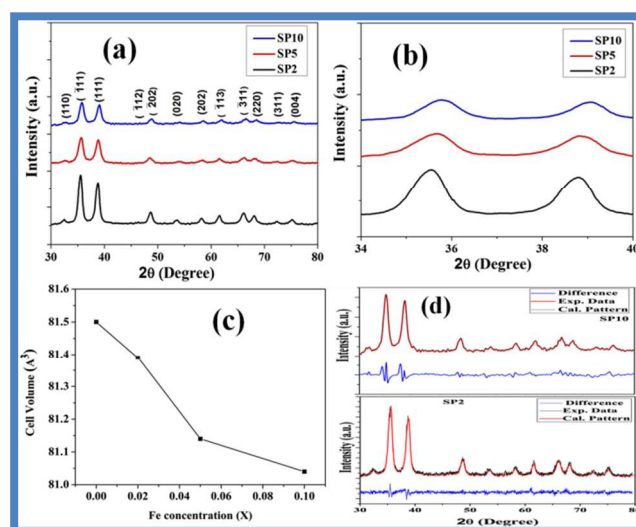 (a)
SP10
SP5
SP2
(110)
(̄111)
(111)
(̄112)
(̄202)
(020)
(202)
(̄113)
(̄311)
(220)
(311)
(004)
Intensity (a.u.)
30 40 50 60 70 80
2θ (Degree)
(b)
SP10
SP5
SP2
Intensity (a.u.)
34 36 38 40
2θ (Degree)
(c)
81.5
81.4
81.3
81.2
81.1
81.0
Cell Volume (A³)
0.00 0.02 0.04 0.06 0.08 0.10
Fe concentration (X)
(d)
Difference
Exp. Data
Cal. Pattern
SP10
Intensity (a.u.)
SP2
Difference
Exp. Data
Cal. Pattern
Intensity (a.u.)
30 40 50 60 70 80
2θ (Degree)